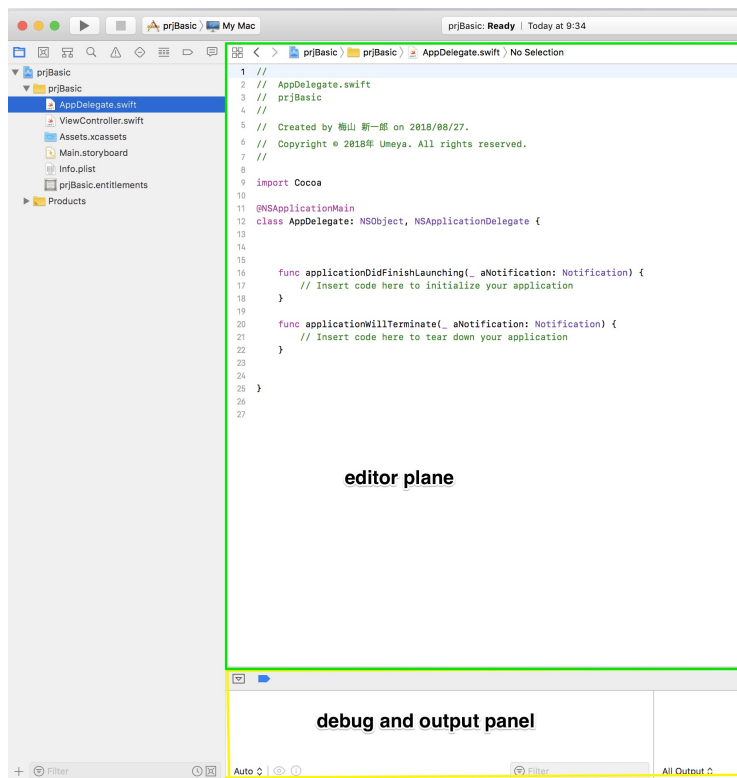 prjBasic 〉 My Mac
prjBasic: Ready | Today at 9:34
prjBasic 〉 prjBasic 〉 AppDelegate.swift 〉 No Selection
prjBasic
prjBasic
AppDelegate.swift
ViewController.swift
Assets.xcassets
Main.storyboard
Info.plist
prjBasic.entitlements
Products
1 //
2 //  AppDelegate.swift
3 //  prjBasic
4 //
5 //  Created by 梅山 新一郎 on 2018/08/27.
6 //  Copyright © 2018年 Umeya. All rights reserved.
7 //
8
9 import Cocoa
10
11 @NSApplicationMain
12 class AppDelegate: NSObject, NSApplicationDelegate {
13
14
15
16     func applicationDidFinishLaunching(_ aNotification: Notification) {
17         // Insert code here to initialize your application
18     }
19
20     func applicationWillTerminate(_ aNotification: Notification) {
21         // Insert code here to tear down your application
22     }
23
24
25 }
26
27
editor plane
debug and output panel
Filter
Auto
Filter
All Output